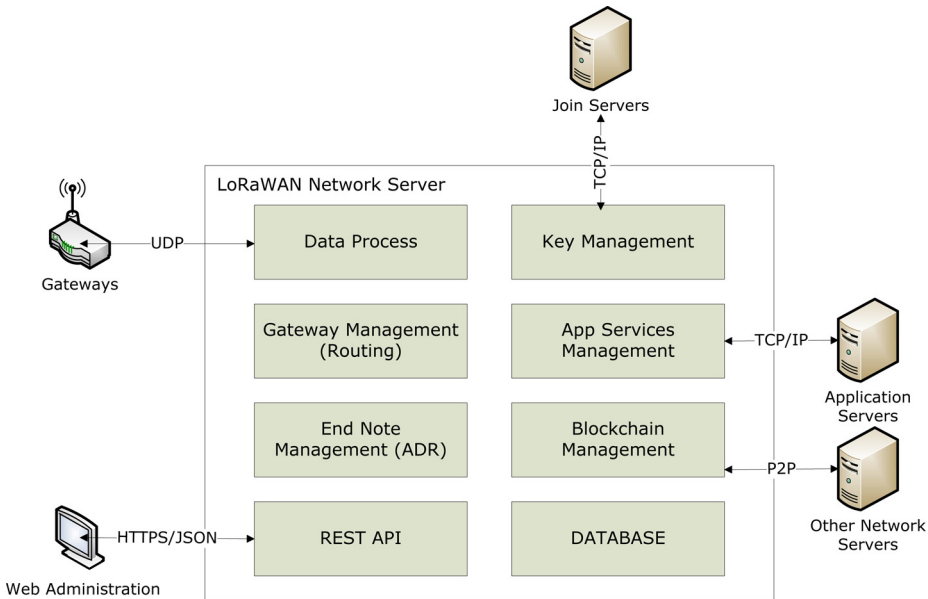 Join Servers
TCP/IP
LoRaWAN Network Server
Gateways
UDP
Data Process
Key Management
Gateway Management
(Routing)
App Services
Management
TCP/IP
Application
Servers
End Note
Management (ADR)
Blockchain
Management
P2P
Other Network
Servers
Web Administration
HTTPS/JSON
REST API
DATABASE